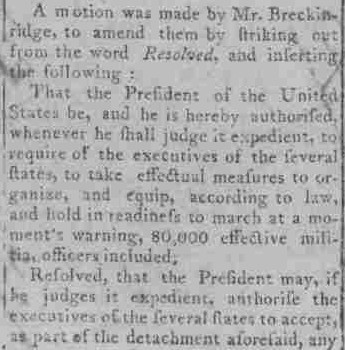 A motion was made by Mr. Breckin-
ridge, to amend them by ſtriking out
from the word Reſolved, and inſerting
the following :
That the Preſident of the United
States be, and he is hereby authoriſed,
whenever he ſhall judge it expedient, to
require of the executives of the ſeveral
ſtates, to take effectual meaſures to or-
ganize, and equip, according to law,
and hold in readineſs to march at a mo-
ment's warning, 80,000 effective mili-
tia, officers included;
Reſolved, that the Preſident may, if
he judges it expedient, authoriſe the
executives of the ſeveral ſtates to accept,
as part of the detachment aforeſaid, any